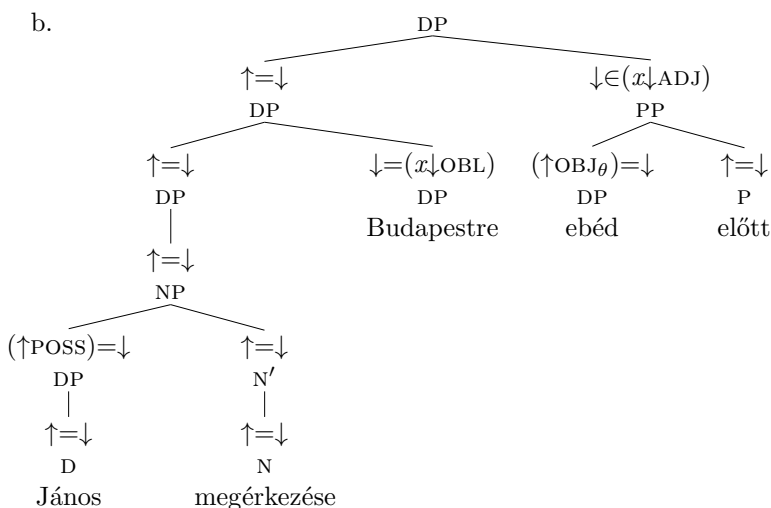 b. DP
↑=↓ ↓∈(x↓ADJ)
DP PP
↑=↓ ↓=(x↓OBL) (↑OBJθ)=↓ ↑=↓
DP DP DP P
Budapestre ebéd előtt
↑=↓
NP
(↑POSS)=↓ ↑=↓
DP N′
↑=↓ ↑=↓
D N
János megérkezése